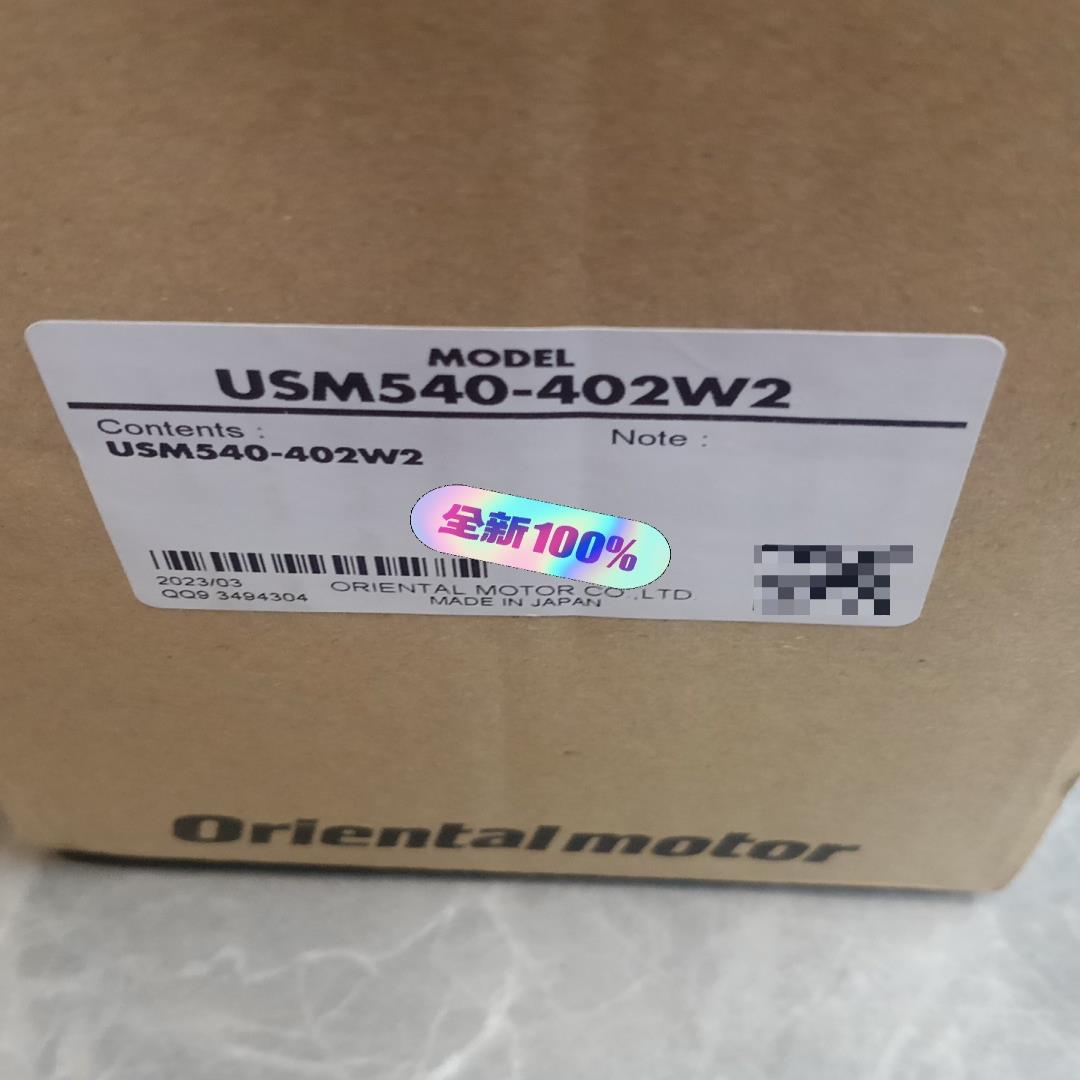 MODEL
USM540-402W2
Contents :
USM540-402W2
Note :
全新100%
2023/03
QQ9 3494304
ORIENTAL MOTOR CO.,LTD.
MADE IN JAPAN
Orientalmotor